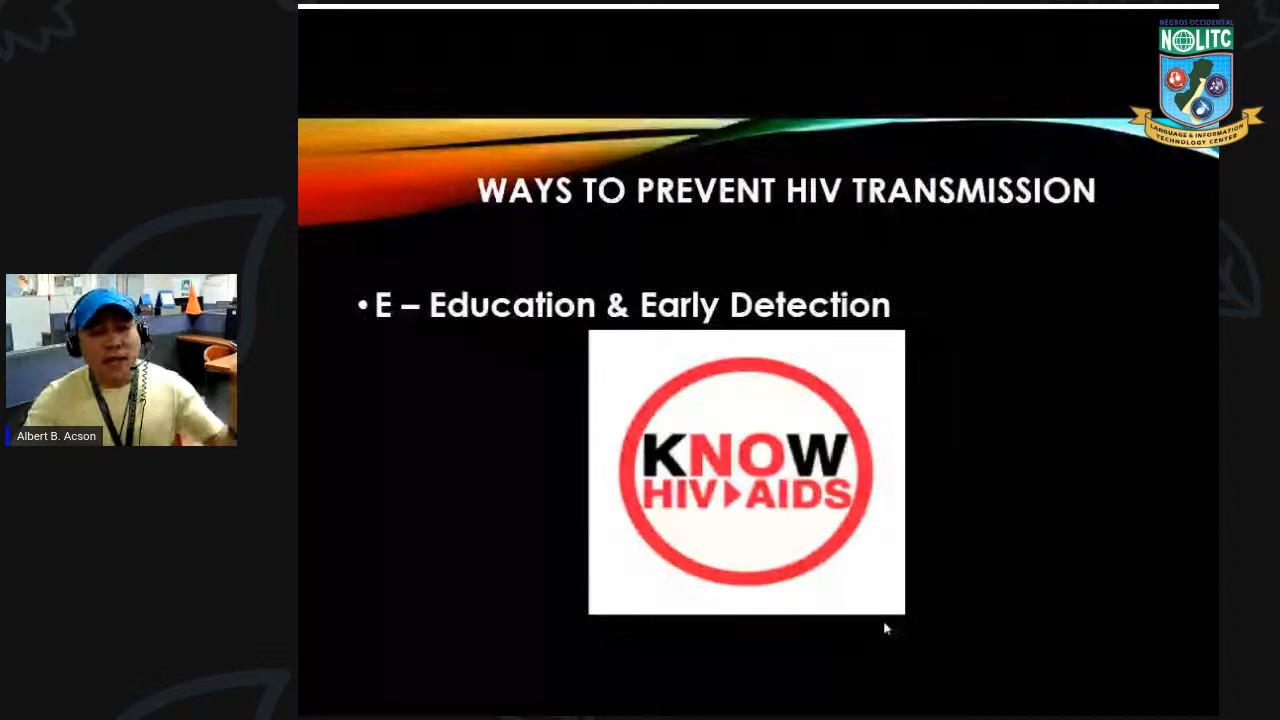 NEGROS OCCIDENTAL
NOLITC
LANGUAGE & INFORMATION
TECHNOLOGY CENTER
WAYS TO PREVENT HIV TRANSMISSION
• E – Education & Early Detection
KNOW
HIV▶AIDS
Albert B. Acson